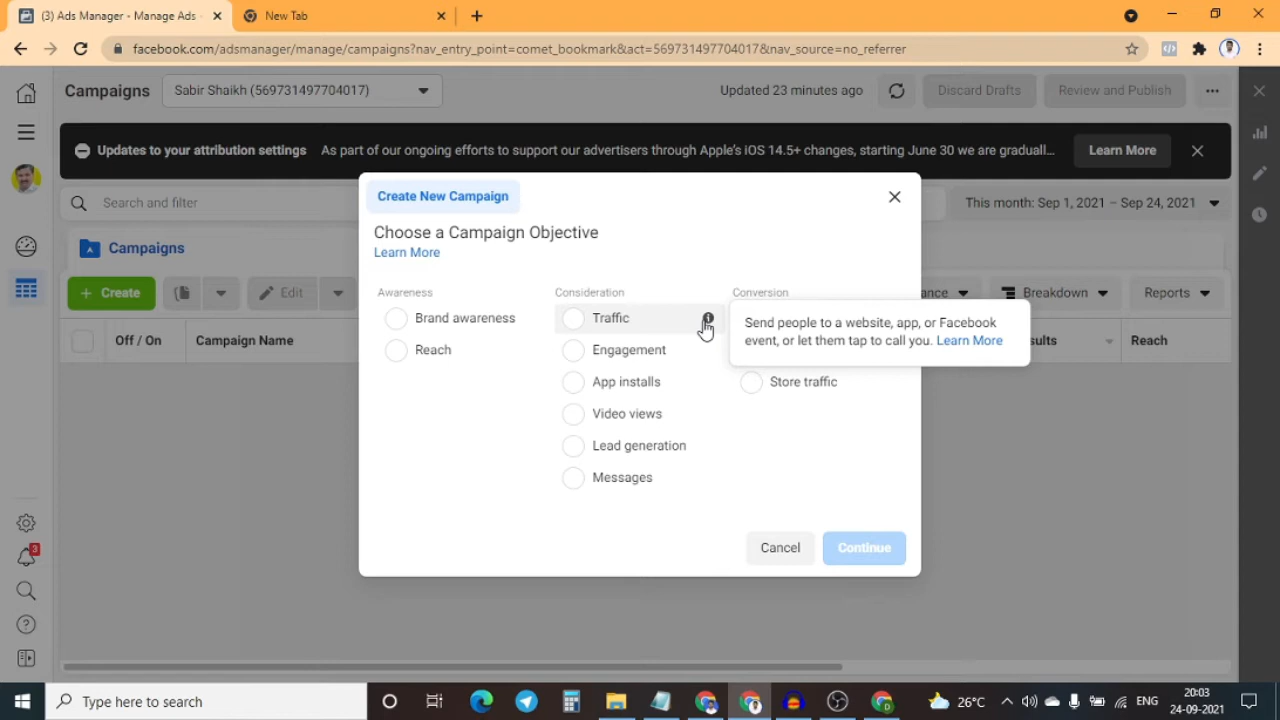 (3) Ads Manager - Manage Ads
New Tab
facebook.com/adsmanager/manage/campaigns?nav_entry_point=comet_bookmark&act=569731497704017&nav_source=no_referrer
Campaigns
Sabir Shaikh (569731497704017)
Updated 23 minutes ago
Discard Drafts
Review and Publish
Updates to your attribution settings As part of our ongoing efforts to support our advertisers through Apple's iOS 14.5+ changes, starting June 30 we are graduall...
Learn More
Create New Campaign
Search and filter
This month: Sep 1, 2021 – Sep 24, 2021
Choose a Campaign Objective
Learn More
Campaigns
+ Create
Edit
Breakdown
Reports
Off / On
Campaign Name
Reach
Awareness
Consideration
Conversion
Brand awareness
Traffic
Send people to a website, app, or Facebook
event, or let them tap to call you. Learn More
Reach
Engagement
App installs
Store traffic
Video views
Lead generation
Messages
Cancel
Continue
3
Type here to search
26°C
ENG
20:03
24-09-2021